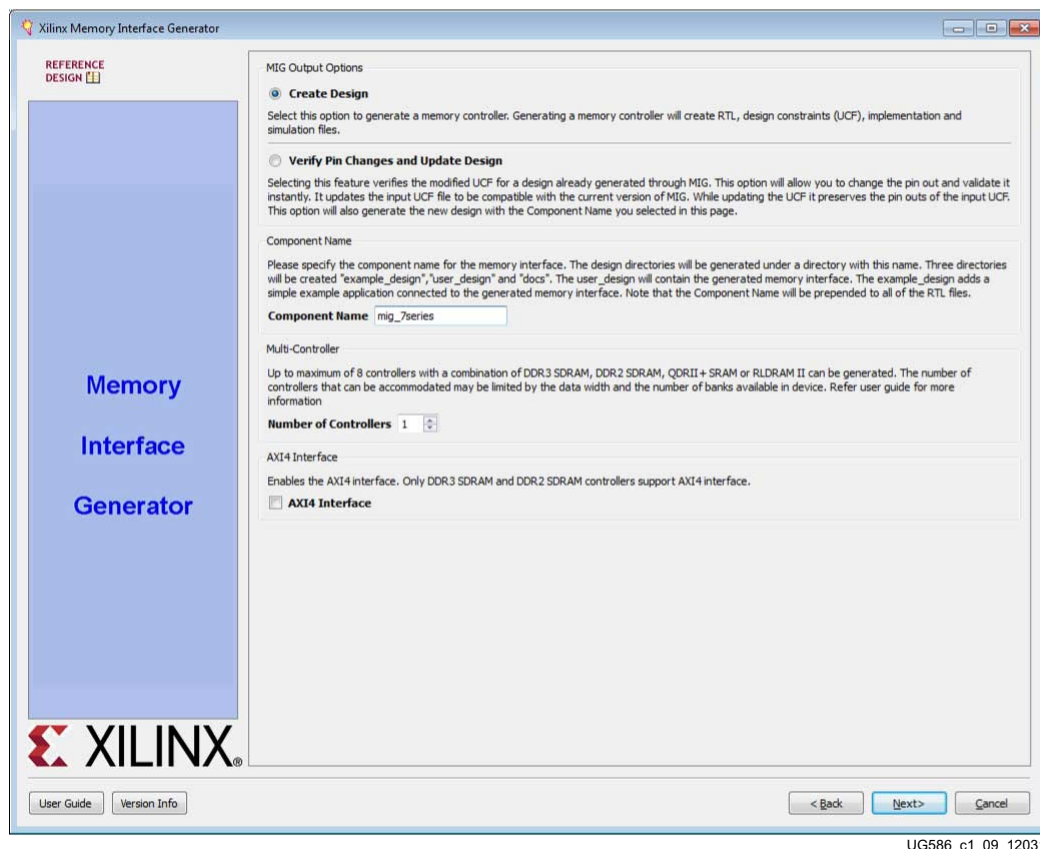 Xilinx Memory Interface Generator
REFERENCE
DESIGN
MIG Output Options
Create Design
Select this option to generate a memory controller. Generating a memory controller will create RTL, design constraints (UCF), implementation and
simulation files.
Verify Pin Changes and Update Design
Selecting this feature verifies the modified UCF for a design already generated through MIG. This option will allow you to change the pin out and validate it
instantly. It updates the input UCF file to be compatible with the current version of MIG. While updating the UCF it preserves the pin outs of the input UCF.
This option will also generate the new design with the Component Name you selected in this page.
Component Name
Please specify the component name for the memory interface. The design directories will be generated under a directory with this name. Three directories
will be created "example_design","user_design" and "docs". The user_design will contain the generated memory interface. The example_design adds a
simple example application connected to the generated memory interface. Note that the Component Name will be prepended to all of the RTL files.
Component Name mig_7series
Multi-Controller
Up to maximum of 8 controllers with a combination of DDR3 SDRAM, DDR2 SDRAM, QDRII+ SRAM or RLDRAM II can be generated. The number of
controllers that can be accommodated may be limited by the data width and the number of banks available in device. Refer user guide for more
information
Number of Controllers 1
AXI4 Interface
Enables the AXI4 interface. Only DDR3 SDRAM and DDR2 SDRAM controllers support AXI4 interface.
AXI4 Interface
Memory
Interface
Generator
XILINX®
User Guide Version Info < Back Next> Cancel